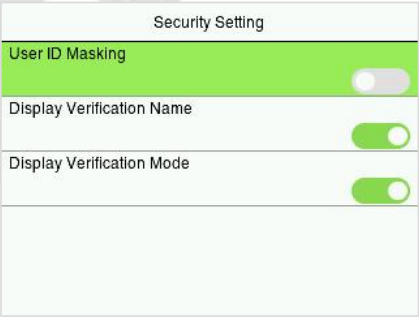 Security Setting
User ID Masking
Display Verification Name
Display Verification Mode